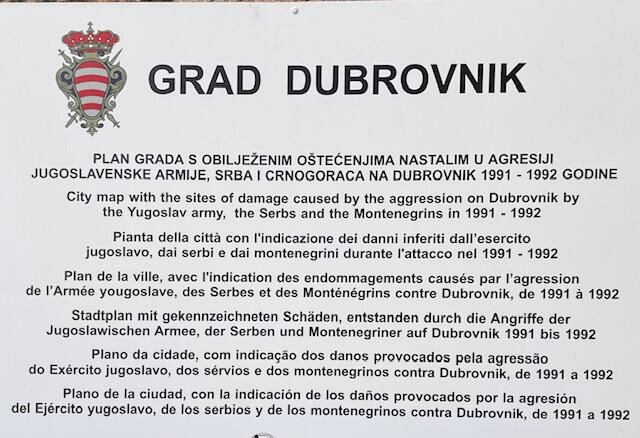 GRAD DUBROVNIK
PLAN GRADA S OBILJEŽENIM OŠTEĆENJIMA NASTALIM U AGRESIJI
JUGOSLAVENSKE ARMIJE, SRBA I CRNOGORACA NA DUBROVNIK 1991 - 1992 GODINE
City map with the sites of damage caused by the aggression on Dubrovnik by
the Yugoslav army, the Serbs and the Montenegrins in 1991 - 1992
Pianta della città con l'indicazione dei danni inferiti dall'esercito
jugoslavo, dai serbi e dai montenegrini durante l'attacco nel 1991 - 1992
Plan de la ville, avec l'indication des endommagements causés par l'agression
de l'Armée yougoslave, des Serbes et des Monténégrins contre Dubrovnik, de 1991 à 1992
Stadtplan mit gekennzeichneten Schäden, entstanden durch die Angriffe der
Jugoslawischen Armee, der Serben und Montenegriner auf Dubrovnik 1991 bis 1992
Plano da cidade, com indicação dos danos provocados pela agressão
do Exército jugoslavo, dos sérvios e dos montenegrinos contra Dubrovnik, de 1991 a 1992
Plano de la ciudad, con la indicación de los daños provocados por la agresión
del Ejército yugoslavo, de los serbios y de los montenegrinos contra Dubrovnik, de 1991 a 1992